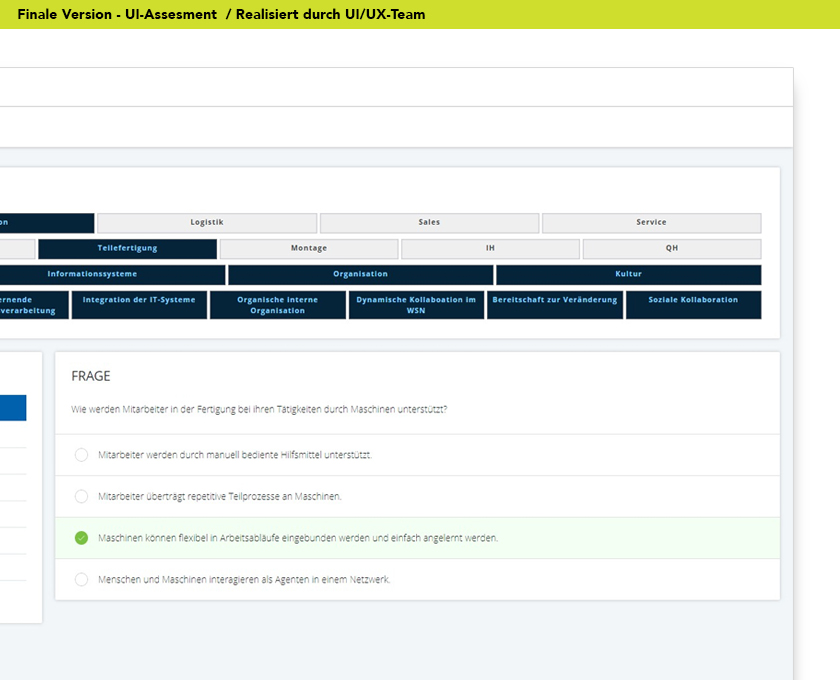 Finale Version - UI-Assesment / Realisiert durch UI/UX-Team
on Logistik Sales Service
Teilefertigung Montage IH QH
Informationssysteme Organisation Kultur
ernende Integration der IT-Systeme Organische interne Dynamische Kollaboation im Bereitschaft zur Veränderung Soziale Kollaboration
verarbeitung Organisation WSN
FRAGE
Wie werden Mitarbeiter in der Fertigung bei ihren Tätigkeiten durch Maschinen unterstützt?
Mitarbeiter werden durch manuell bediente Hilfsmittel unterstützt.
Mitarbeiter überträgt repetitive Teilprozesse an Maschinen.
Maschinen können flexibel in Arbeitsabläufe eingebunden werden und einfach angelernt werden.
Menschen und Maschinen interagieren als Agenten in einem Netzwerk.